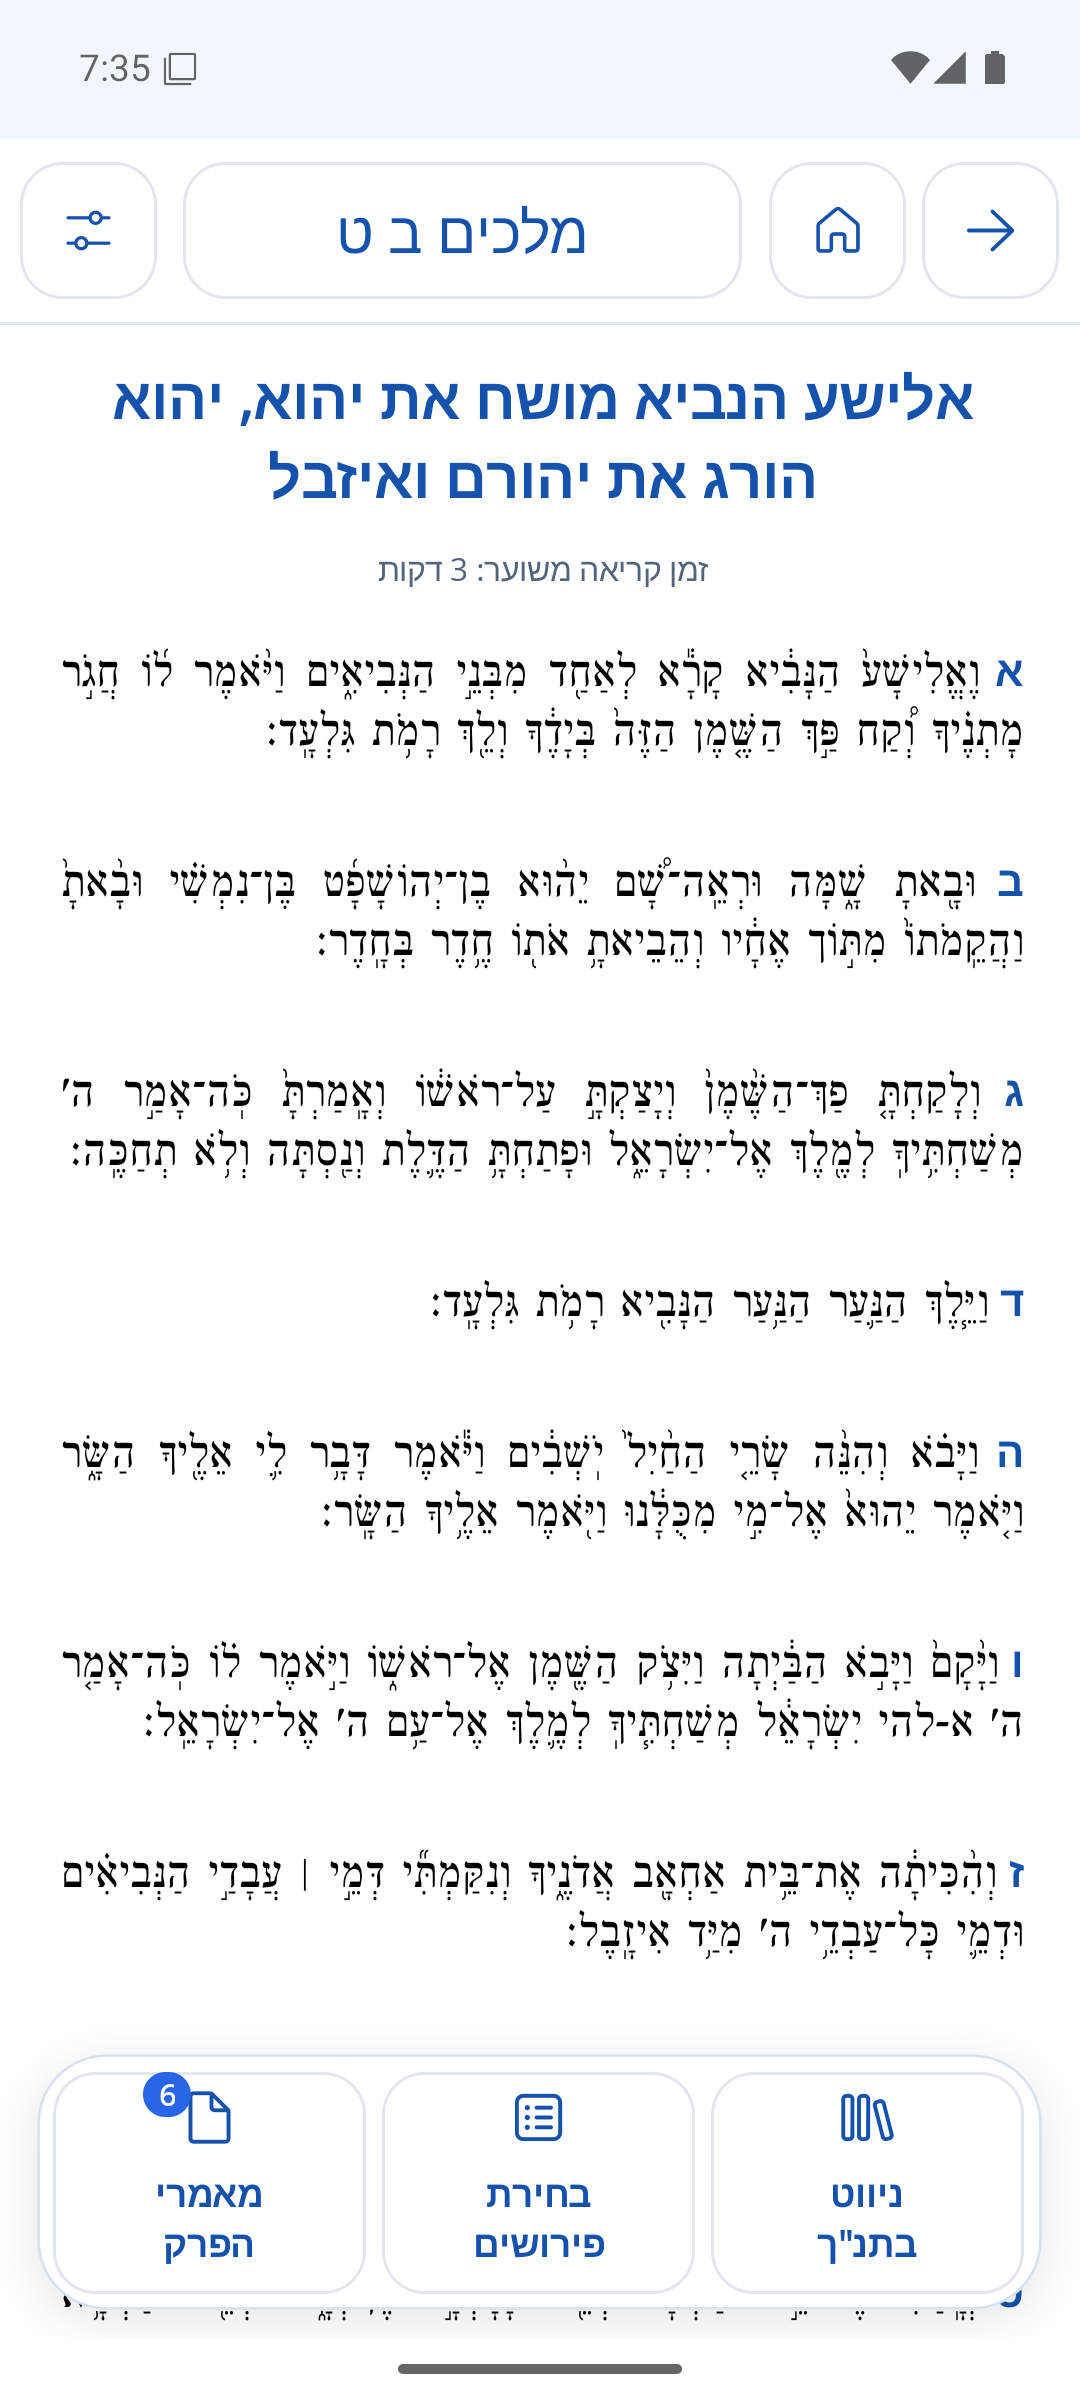 7:35
מלכים ב ט
אלישע הנביא מושח את יהוא, יהוא
הורג את יהורם ואיזבל
זמן קריאה משוער: 3 דקות
א וֶאֱלִישָׁע֙ הַנָּבִ֔יא קָרָ֕א לְאַחַ֖ד מִבְּנֵ֣י הַנְּבִיאִ֑ים וַיֹּ֨אמֶר ל֜וֹ חֲגֹ֣ר
מָתְנֶ֗יךָ וְ֠קַח פַּ֣ךְ הַשֶּׁ֤מֶן הַזֶּה֙ בְּיָדֶ֔ךָ וְלֵ֖ךְ רָמֹ֥ת גִּלְעָֽד׃
ב וּבָ֖אתָ שָׁ֑מָּה וּרְאֵֽה־שָׁ֠ם יֵה֨וּא בֶן־יְהוֹשָׁפָ֜ט בֶּן־נִמְשִׁ֗י וּבָ֙אתָ֙
וַהֲקֵֽמֹתוֹ֙ מִתּ֣וֹך אֶחָ֔יו וְהֵבֵיאתָ֥ אֹת֖וֹ חֶ֥דֶר בְּחָֽדֶר׃
ג וְלָקַחְתָּ֤ פַךְ־הַשֶּׁ֙מֶן֙ וְיָצַקְתָּ֣ עַל־רֹאשׁ֔וֹ וְאָֽמַרְתָּ֙ כֹּֽה־אָמַ֣ר ה'
מְשַׁחְתִּ֥יךָֽ לְמֶ֖לֶךְ אֶל־יִשְׂרָאֵ֑ל וּפָתַחְתָּ֥ הַדֶּ֛לֶת וְנַ֖סְתָּה וְלֹ֥א תְחַכֶּֽה׃
ד וַיֵּ֧לֶךְ הַנַּ֛עַר הַנַּ֥עַר הַנָּבִ֖יא רָמֹ֥ת גִּלְעָֽד׃
ה וַיָּבֹ֗א וְהִנֵּ֨ה שָׂרֵ֤י הַחַ֙יִל֙ יֹֽשְׁבִ֔ים וַיֹּ֕אמֶר דָּבָ֥ר לִ֛י אֵלֶ֖יךָ הַשָּׂ֑ר
וַיֹּ֤אמֶר יֵהוּא֙ אֶל־מִ֣י מִכֻּלָּ֔נוּ וַיֹּ֖אמֶר אֵלֶ֥יךָ הַשָּֽׂר׃
ו וַיָּ֙קָם֙ וַיָּבֹ֣א הַבַּ֔יְתָה וַיִּצֹ֥ק הַשֶּׁ֖מֶן אֶל־רֹאשׁ֑וֹ וַיֹּ֣אמֶר ל֗וֹ כֹּֽה־אָמַ֤ר
ה' א-להי יִשְׂרָאֵ֔ל מְשַׁחְתִּ֧יךָֽ לְמֶ֛לֶךְ אֶל־עַ֥ם ה' אֶל־יִשְׂרָאֵֽל׃
ז וְהִ֨כִּיתָ֔ה אֶת־בֵּ֥ית אַחְאָ֖ב אֲדֹנֶ֑יךָ וְנִקַּמְתִּ֞י דְּמֵ֣י ׀ עֲבָדַ֣י הַנְּבִיאִ֗ים
וּדְמֵ֛י כָּל־עַבְדֵ֥י ה' מִיַּ֥ד אִיזָֽבֶל׃
ניווט
בתנ"ך
בחירת
פירושים
6
מאמרי
הפרק